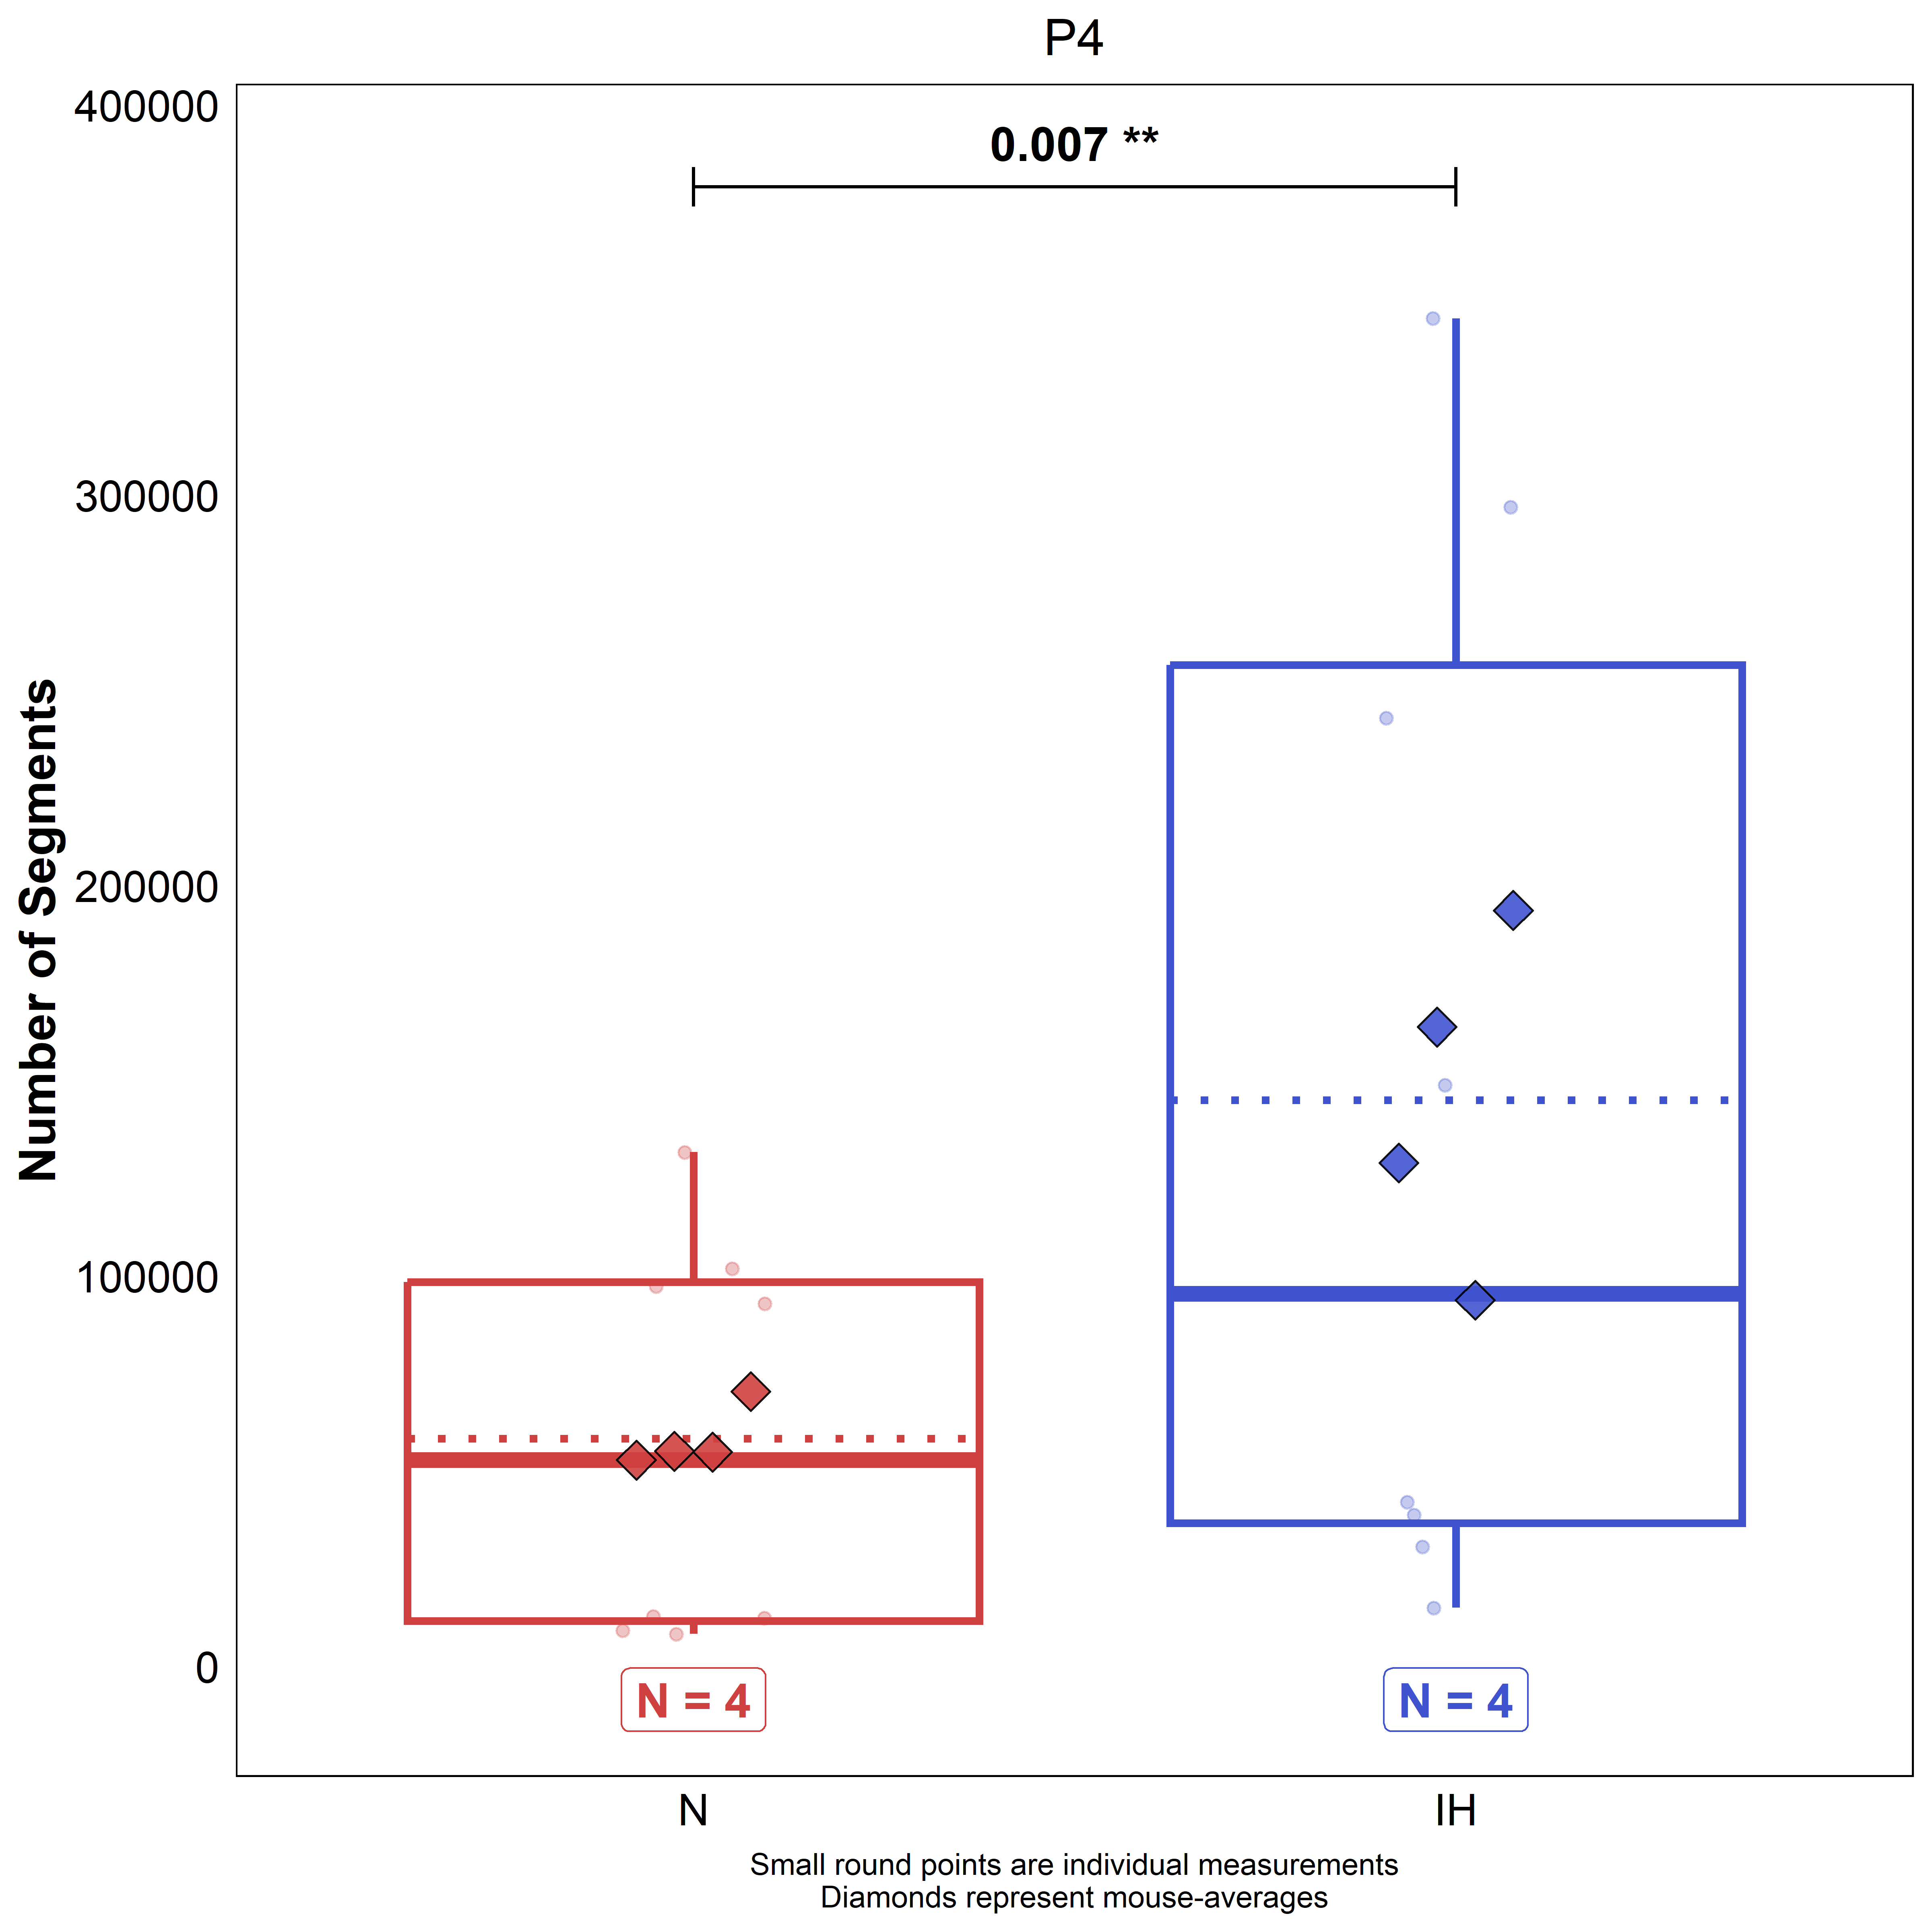 P4
400000
0.007 **
300000
200000
100000
0
Number of Segments
N = 4
N = 4
N
IH
Small round points are individual measurements
Diamonds represent mouse-averages